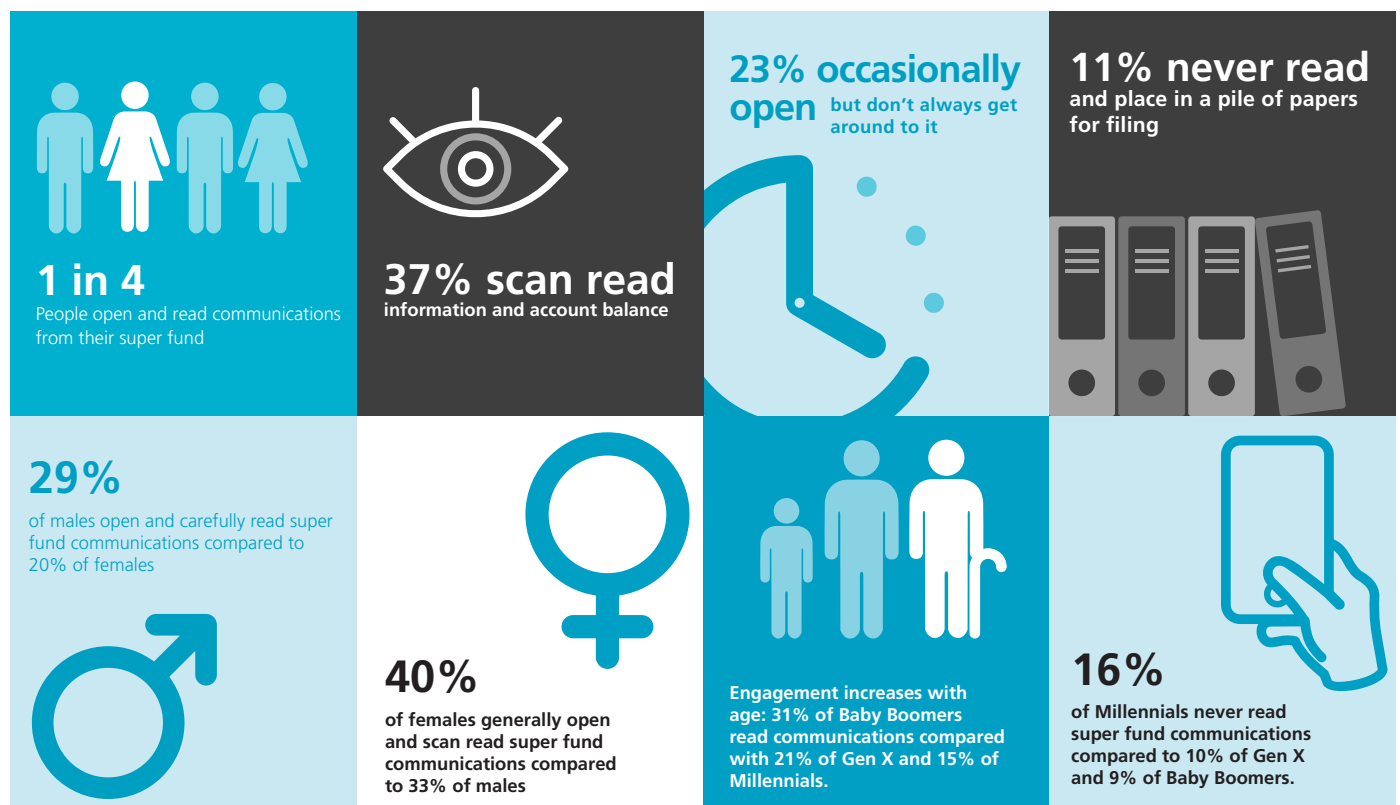 1 in 4
People open and read communications
from their super fund
37% scan read
information and account balance
23% occasionally
open but don't always get
around to it
11% never read
and place in a pile of papers
for filing
29%
of males open and carefully read super
fund communications compared to
20% of females
40%
of females generally open
and scan read super fund
communications compared
to 33% of males
Engagement increases with
age: 31% of Baby Boomers
read communications compared
with 21% of Gen X and 15% of
Millennials.
16%
of Millennials never read
super fund communications
compared to 10% of Gen X
and 9% of Baby Boomers.